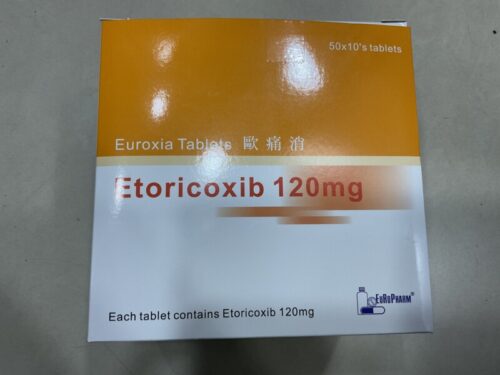 50x10's tablets
Euroxia Tablets 歐痛消
Etoricoxib 120mg
EuRoPharm®
Each tablet contains Etoricoxib 120mg